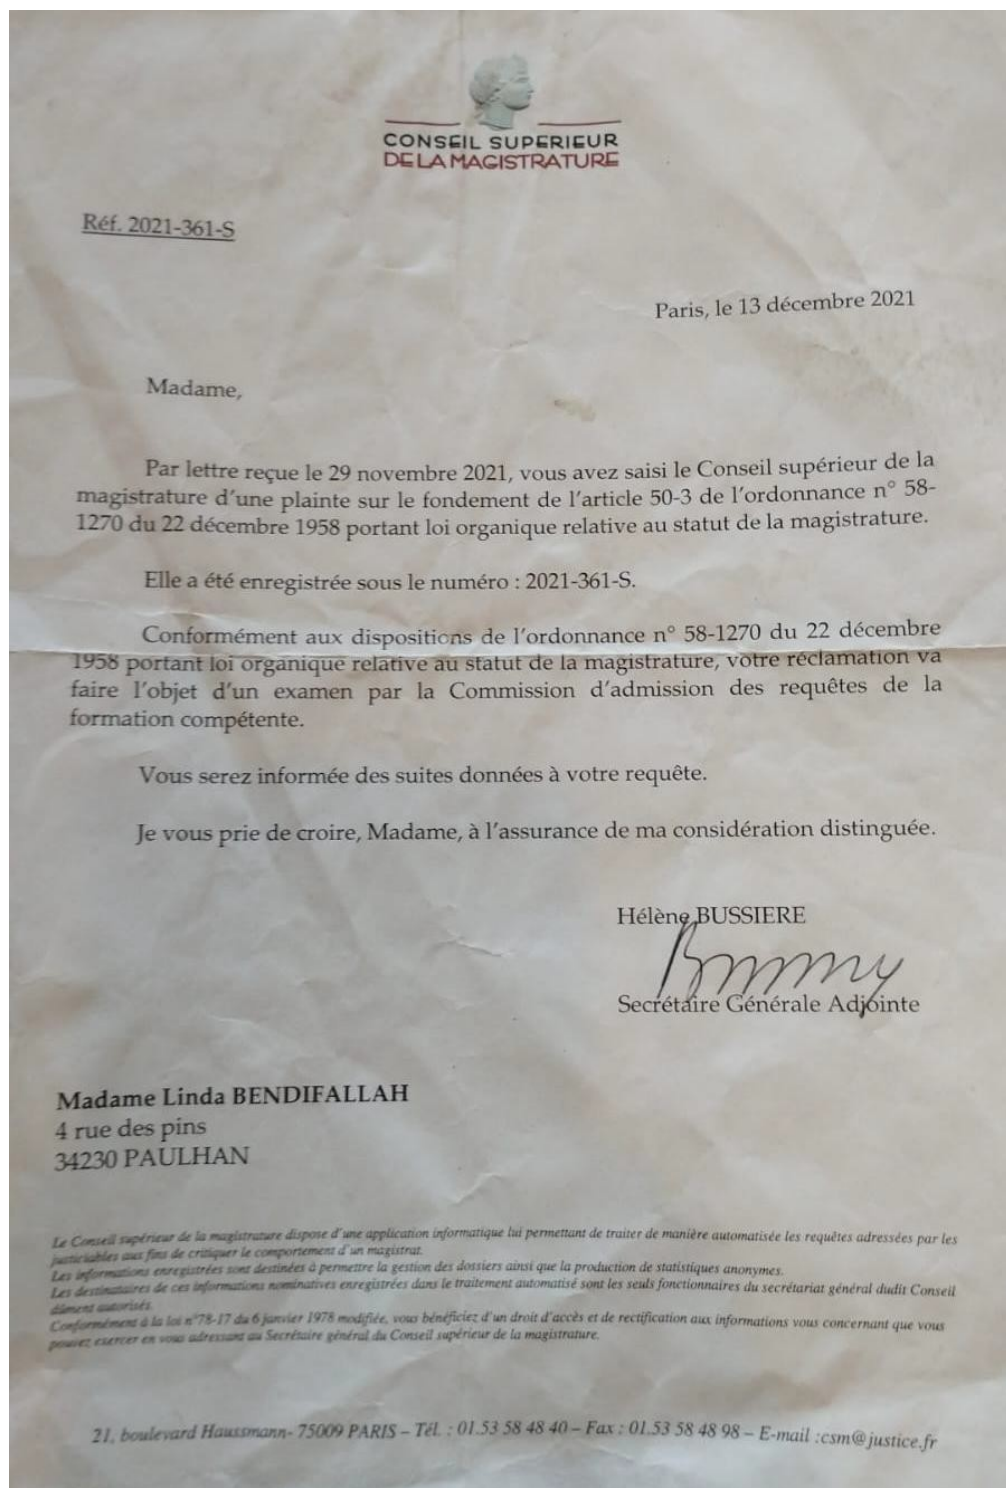 CONSEIL SUPERIEUR
DE LA MAGISTRATURE
Réf. 2021-361-S
Paris, le 13 décembre 2021
Madame,
Par lettre reçue le 29 novembre 2021, vous avez saisi le Conseil supérieur de la
magistrature d'une plainte sur le fondement de l'article 50-3 de l'ordonnance n° 58-
1270 du 22 décembre 1958 portant loi organique relative au statut de la magistrature.
Elle a été enregistrée sous le numéro : 2021-361-S.
Conformément aux dispositions de l'ordonnance n° 58-1270 du 22 décembre
1958 portant loi organique relative au statut de la magistrature, votre réclamation va
faire l'objet d'un examen par la Commission d'admission des requêtes de la
formation compétente.
Vous serez informée des suites données à votre requête.
Je vous prie de croire, Madame, à l'assurance de ma considération distinguée.
Hélène BUSSIERE
Secrétaire Générale Adjointe
Madame Linda BENDIFALLAH
4 rue des pins
34230 PAULHAN
Le Conseil supérieur de la magistrature dispose d'une application informatique lui permettant de traiter de manière automatisée les requêtes adressées par les
justiciables aux fins de critiquer le comportement d'un magistrat.
Les informations enregistrées sont destinées à permettre la gestion des dossiers ainsi que la production de statistiques anonymes.
Les destinataires de ces informations nominatives enregistrées dans le traitement automatisé sont les seuls fonctionnaires du secrétariat général dudit Conseil
dûment autorisés.
Conformément à la loi n°78-17 du 6 janvier 1978 modifiée, vous bénéficiez d'un droit d'accès et de rectification aux informations vous concernant que vous
pouvez exercer en vous adressant au Secrétaire général du Conseil supérieur de la magistrature.
21, boulevard Haussmann- 75009 PARIS – Tél. : 01.53 58 48 40 – Fax : 01.53 58 48 98 – E-mail :csm@justice.fr